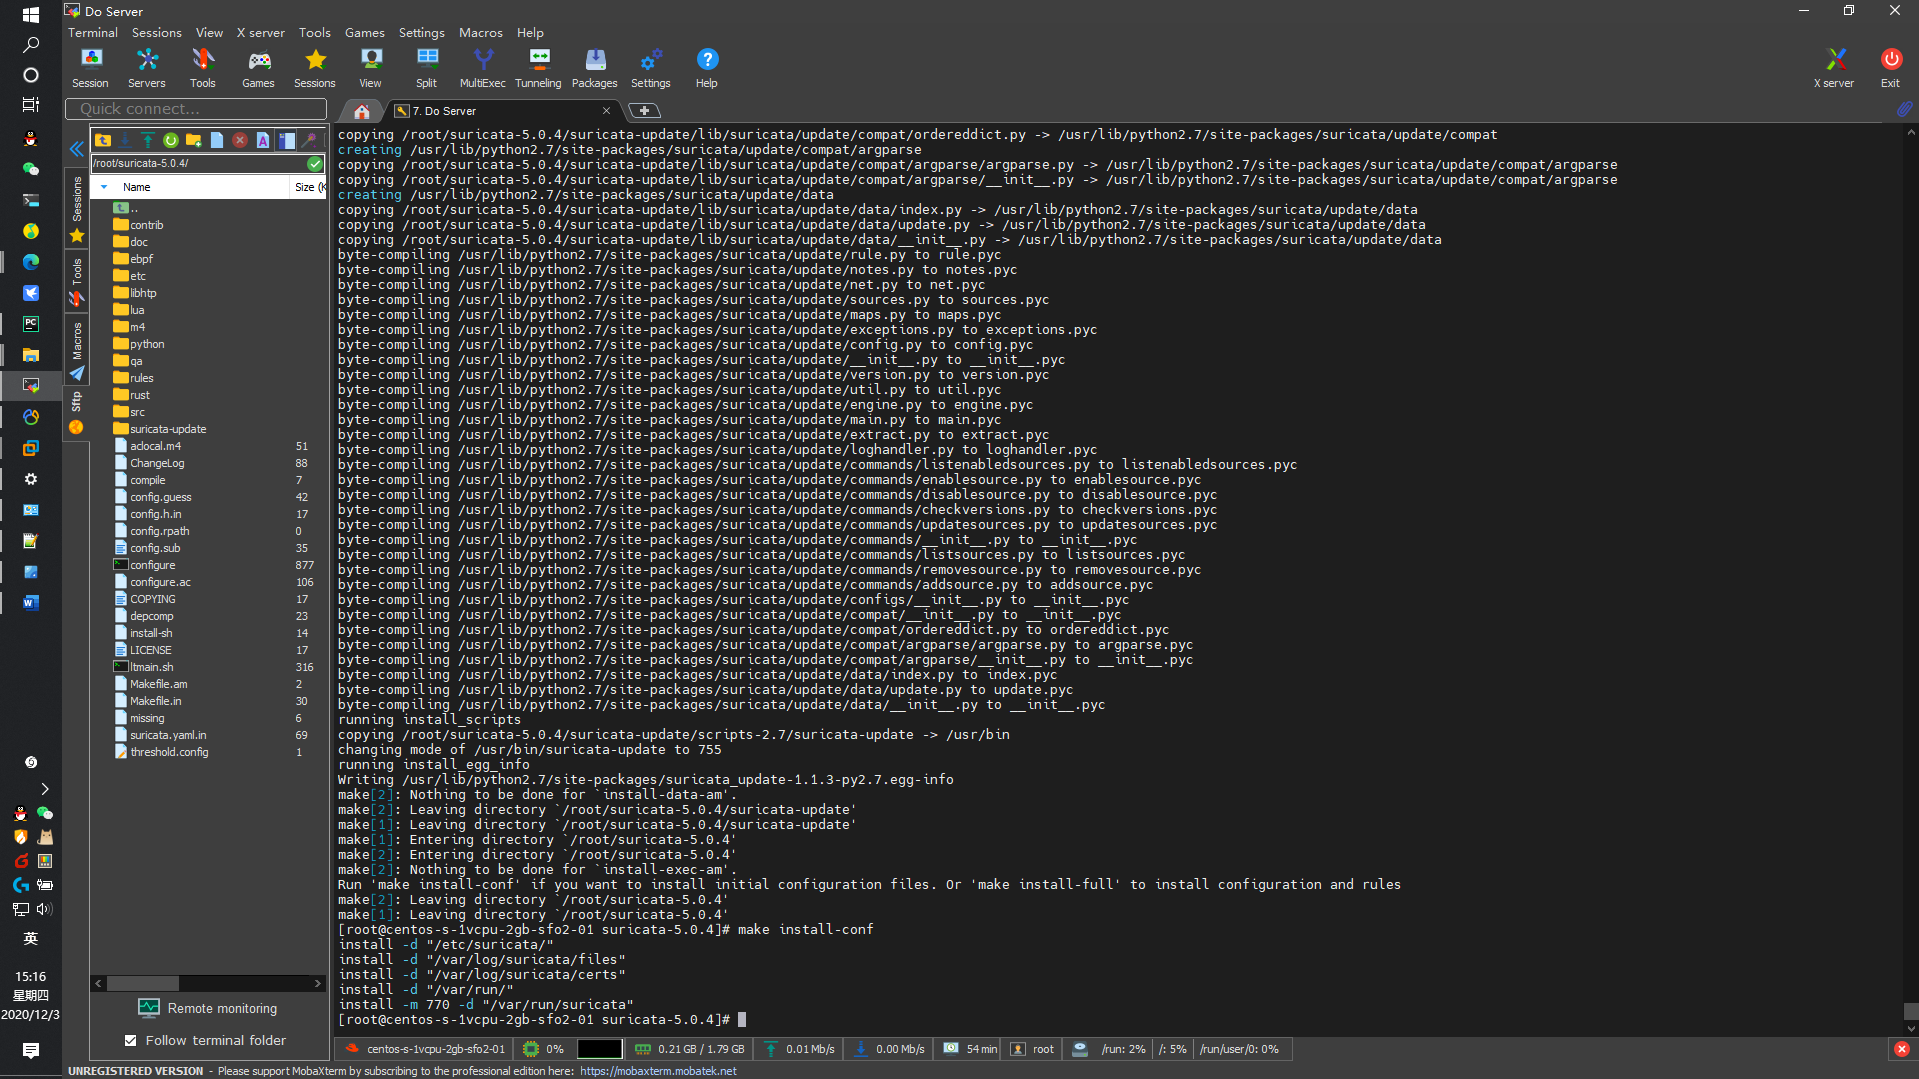 Do Server
Terminal Sessions View X server Tools Games Settings Macros Help
Session Servers Tools Games Sessions View Split MultiExec Tunneling Packages Settings Help X server Exit
Quick connect...
7. Do Server
/root/suricata-5.0.4/
Name Size (K
..
contrib
doc
ebpf
etc
libhtp
lua
m4
python
qa
rules
rust
src
suricata-update
aclocal.m4 51
ChangeLog 88
compile 7
config.guess 42
config.h.in 17
config.rpath 0
config.sub 35
configure 877
configure.ac 106
COPYING 17
depcomp 23
install-sh 14
LICENSE 17
ltmain.sh 316
Makefile.am 2
Makefile.in 30
missing 6
suricata.yaml.in 69
threshold.config 1
Sessions
Tools
Macros
Sftp
Remote monitoring
Follow terminal folder
copying /root/suricata-5.0.4/suricata-update/lib/suricata/update/compat/ordereddict.py -> /usr/lib/python2.7/site-packages/suricata/update/compat
creating /usr/lib/python2.7/site-packages/suricata/update/compat/argparse
copying /root/suricata-5.0.4/suricata-update/lib/suricata/update/compat/argparse/argparse.py -> /usr/lib/python2.7/site-packages/suricata/update/compat/argparse
copying /root/suricata-5.0.4/suricata-update/lib/suricata/update/compat/argparse/__init__.py -> /usr/lib/python2.7/site-packages/suricata/update/compat/argparse
creating /usr/lib/python2.7/site-packages/suricata/update/data
copying /root/suricata-5.0.4/suricata-update/lib/suricata/update/data/index.py -> /usr/lib/python2.7/site-packages/suricata/update/data
copying /root/suricata-5.0.4/suricata-update/lib/suricata/update/data/update.py -> /usr/lib/python2.7/site-packages/suricata/update/data
copying /root/suricata-5.0.4/suricata-update/lib/suricata/update/data/__init__.py -> /usr/lib/python2.7/site-packages/suricata/update/data
byte-compiling /usr/lib/python2.7/site-packages/suricata/update/rule.py to rule.pyc
byte-compiling /usr/lib/python2.7/site-packages/suricata/update/notes.py to notes.pyc
byte-compiling /usr/lib/python2.7/site-packages/suricata/update/net.py to net.pyc
byte-compiling /usr/lib/python2.7/site-packages/suricata/update/sources.py to sources.pyc
byte-compiling /usr/lib/python2.7/site-packages/suricata/update/maps.py to maps.pyc
byte-compiling /usr/lib/python2.7/site-packages/suricata/update/exceptions.py to exceptions.pyc
byte-compiling /usr/lib/python2.7/site-packages/suricata/update/config.py to config.pyc
byte-compiling /usr/lib/python2.7/site-packages/suricata/update/__init__.py to __init__.pyc
byte-compiling /usr/lib/python2.7/site-packages/suricata/update/version.py to version.pyc
byte-compiling /usr/lib/python2.7/site-packages/suricata/update/util.py to util.pyc
byte-compiling /usr/lib/python2.7/site-packages/suricata/update/engine.py to engine.pyc
byte-compiling /usr/lib/python2.7/site-packages/suricata/update/main.py to main.pyc
byte-compiling /usr/lib/python2.7/site-packages/suricata/update/extract.py to extract.pyc
byte-compiling /usr/lib/python2.7/site-packages/suricata/update/loghandler.py to loghandler.pyc
byte-compiling /usr/lib/python2.7/site-packages/suricata/update/commands/listenabledsources.py to listenabledsources.pyc
byte-compiling /usr/lib/python2.7/site-packages/suricata/update/commands/enablesource.py to enablesource.pyc
byte-compiling /usr/lib/python2.7/site-packages/suricata/update/commands/disablesource.py to disablesource.pyc
byte-compiling /usr/lib/python2.7/site-packages/suricata/update/commands/checkversions.py to checkversions.pyc
byte-compiling /usr/lib/python2.7/site-packages/suricata/update/commands/updatesources.py to updatesources.pyc
byte-compiling /usr/lib/python2.7/site-packages/suricata/update/commands/__init__.py to __init__.pyc
byte-compiling /usr/lib/python2.7/site-packages/suricata/update/commands/listsources.py to listsources.pyc
byte-compiling /usr/lib/python2.7/site-packages/suricata/update/commands/removesource.py to removesource.pyc
byte-compiling /usr/lib/python2.7/site-packages/suricata/update/commands/addsource.py to addsource.pyc
byte-compiling /usr/lib/python2.7/site-packages/suricata/update/configs/__init__.py to __init__.pyc
byte-compiling /usr/lib/python2.7/site-packages/suricata/update/compat/__init__.py to __init__.pyc
byte-compiling /usr/lib/python2.7/site-packages/suricata/update/compat/ordereddict.py to ordereddict.pyc
byte-compiling /usr/lib/python2.7/site-packages/suricata/update/compat/argparse/argparse.py to argparse.pyc
byte-compiling /usr/lib/python2.7/site-packages/suricata/update/compat/argparse/__init__.py to __init__.pyc
byte-compiling /usr/lib/python2.7/site-packages/suricata/update/data/index.py to index.pyc
byte-compiling /usr/lib/python2.7/site-packages/suricata/update/data/update.py to update.pyc
byte-compiling /usr/lib/python2.7/site-packages/suricata/update/data/__init__.py to __init__.pyc
running install_scripts
copying /root/suricata-5.0.4/suricata-update/scripts-2.7/suricata-update -> /usr/bin
changing mode of /usr/bin/suricata-update to 755
running install_egg_info
Writing /usr/lib/python2.7/site-packages/suricata_update-1.1.3-py2.7.egg-info
make[2]: Nothing to be done for `install-data-am'.
make[2]: Leaving directory `/root/suricata-5.0.4/suricata-update'
make[1]: Leaving directory `/root/suricata-5.0.4/suricata-update'
make[1]: Entering directory `/root/suricata-5.0.4'
make[2]: Entering directory `/root/suricata-5.0.4'
make[2]: Nothing to be done for `install-exec-am'.
Run 'make install-conf' if you want to install initial configuration files. Or 'make install-full' to install configuration and rules
make[2]: Leaving directory `/root/suricata-5.0.4'
make[1]: Leaving directory `/root/suricata-5.0.4'
[root@centos-s-1vcpu-2gb-sfo2-01 suricata-5.0.4]# make install-conf
install -d "/etc/suricata/"
install -d "/var/log/suricata/files"
install -d "/var/log/suricata/certs"
install -d "/var/run/"
install -m 770 -d "/var/run/suricata"
[root@centos-s-1vcpu-2gb-sfo2-01 suricata-5.0.4]#
centos-s-1vcpu-2gb-sfo2-01 0% 0.21 GB / 1.79 GB 0.01 Mb/s 0.00 Mb/s 54 min root /run: 2% /: 5% /run/user/0: 0%
UNREGISTERED VERSION - Please support MobaXterm by subscribing to the professional edition here: https://mobaxterm.mobatek.net
英
15:16
星期四
2020/12/3